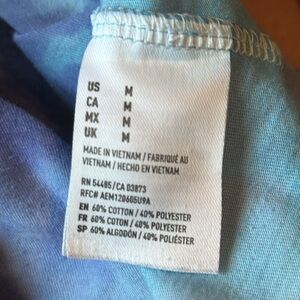 US M
CA M
MX M
UK M
MADE IN VIETNAM / FABRIQUÉ AU
VIETNAM / HECHO EN VIETNAM
RN 54485/CA 03873
RFC# AEM120605U9A
EN 60% COTTON / 40% POLYESTER
FR 60% COTON / 40% POLYESTER
SP 60% ALGODÓN / 40% POLIÉSTER